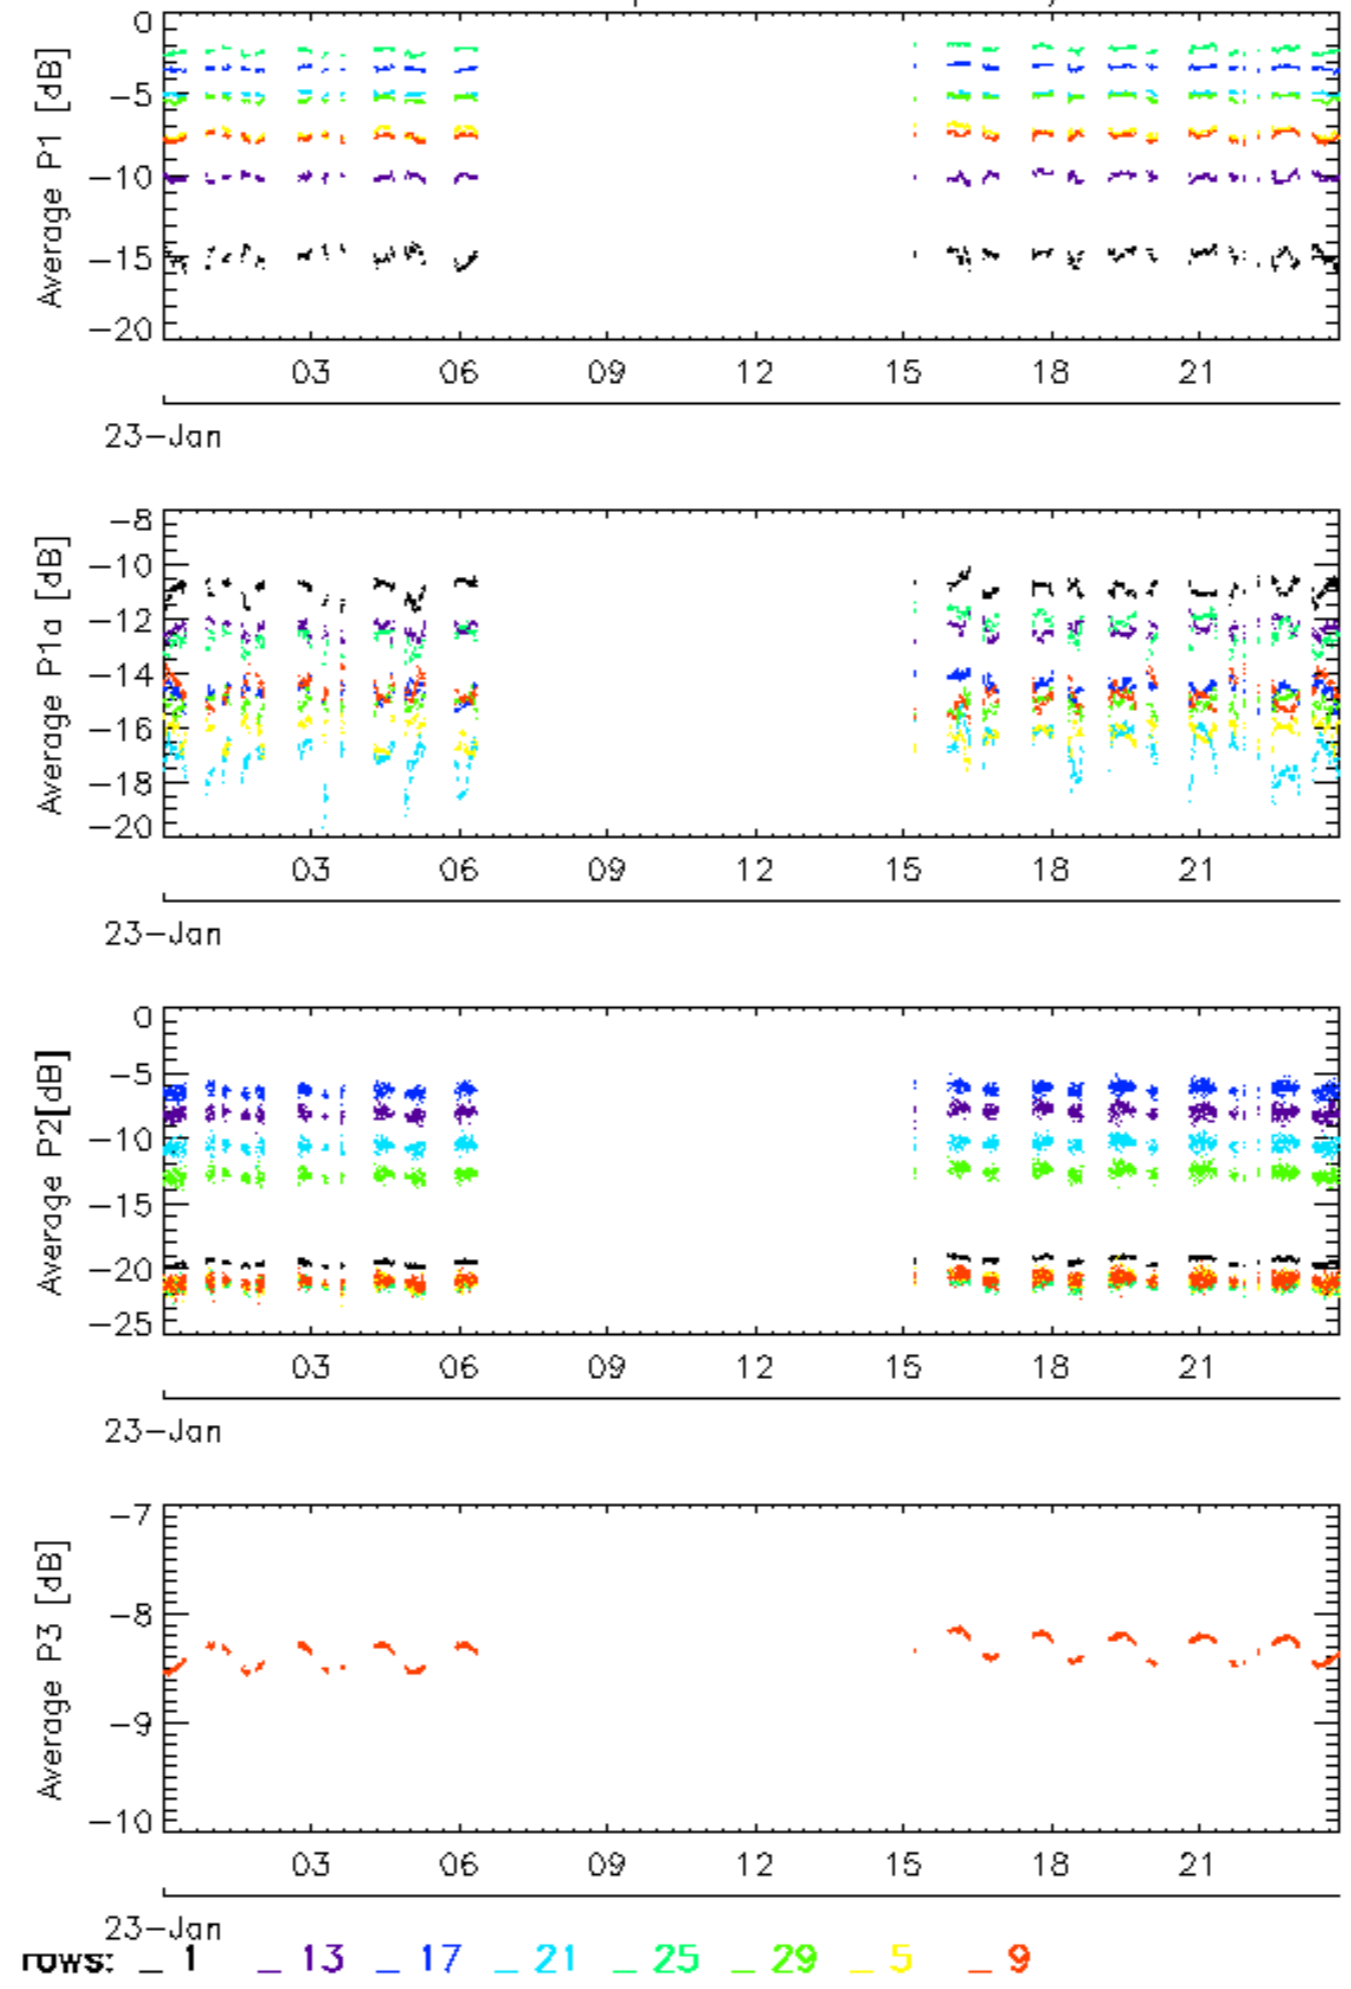 0
−5
−10
−15
−20
Average P1 [dB]
03 06 09 12 15 18 21
23−Jan
−8
−10
−12
−14
−16
−18
−20
Average P1a [dB]
03 06 09 12 15 18 21
23−Jan
0
−5
−10
−15
−20
−25
Average P2[dB]
03 06 09 12 15 18 21
23−Jan
−7
−8
−9
−10
Average P3 [dB]
03 06 09 12 15 18 21
23−Jan
rows: _ 1 _ 13 _ 17 _ 21 _ 25 _ 29 _ 5 _ 9